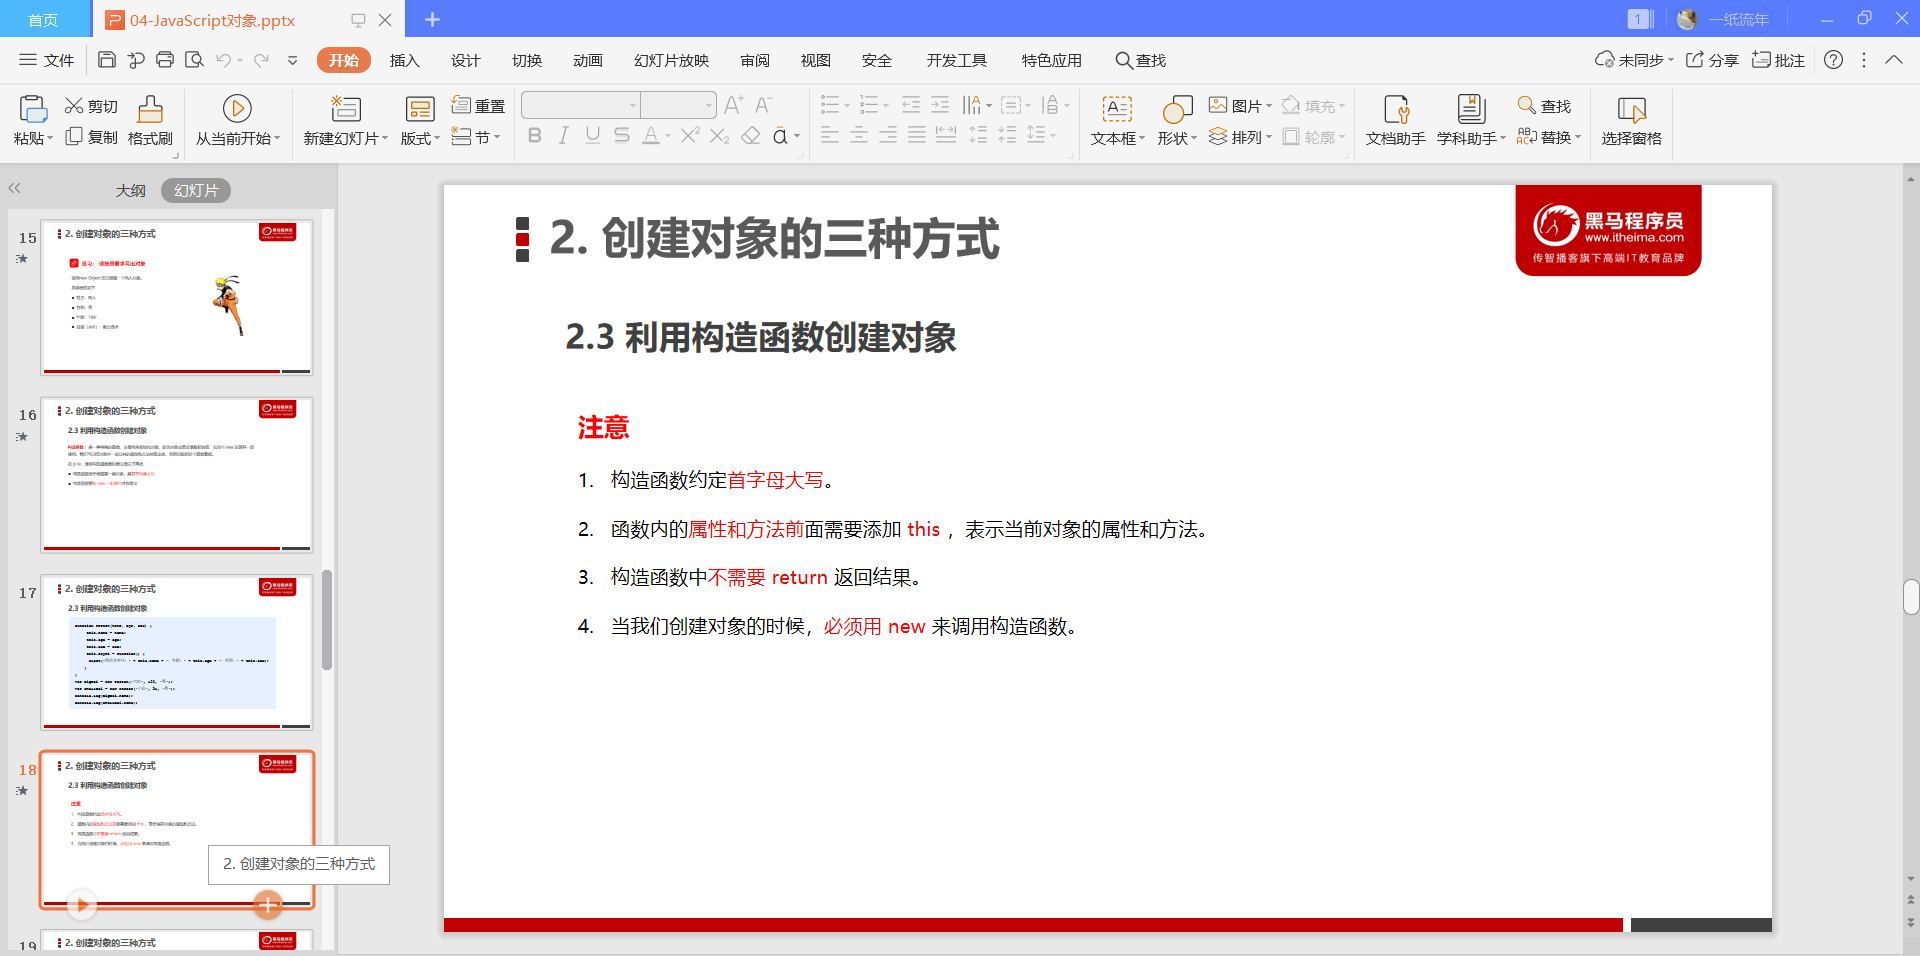 首页
04-JavaScript对象.pptx
1
一纸流年
文件
开始
插入
设计
切换
动画
幻灯片放映
审阅
视图
安全
开发工具
特色应用
查找
未同步
分享
批注
粘贴
剪切
复制
格式刷
从当前开始
新建幻灯片
版式
重置
节
文本框
形状
图片
排列
填充
轮廓
文档助手
学科助手
查找
替换
选择窗格
大纲
幻灯片
15
2. 创建对象的三种方式
16
2. 创建对象的三种方式
2.3 利用构造函数创建对象
17
2. 创建对象的三种方式
2.3 利用构造函数创建对象
18
2. 创建对象的三种方式
2.3 利用构造函数创建对象
注意
2. 创建对象的三种方式
19
2. 创建对象的三种方式
2. 创建对象的三种方式
黑马程序员
www.itheima.com
传智播客旗下高端IT教育品牌
2.3 利用构造函数创建对象
注意
1. 构造函数约定首字母大写。
2. 函数内的属性和方法前面需要添加 this ，表示当前对象的属性和方法。
3. 构造函数中不需要 return 返回结果。
4. 当我们创建对象的时候，必须用 new 来调用构造函数。